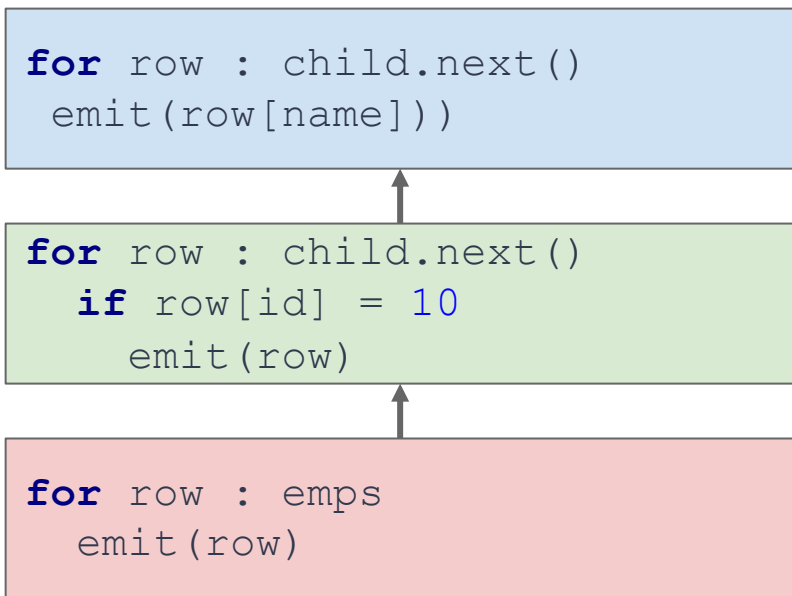 for row : child.next()
emit(row[name]))
for row : child.next()
if row[id] = 10
emit(row)
for row : emps
emit(row)